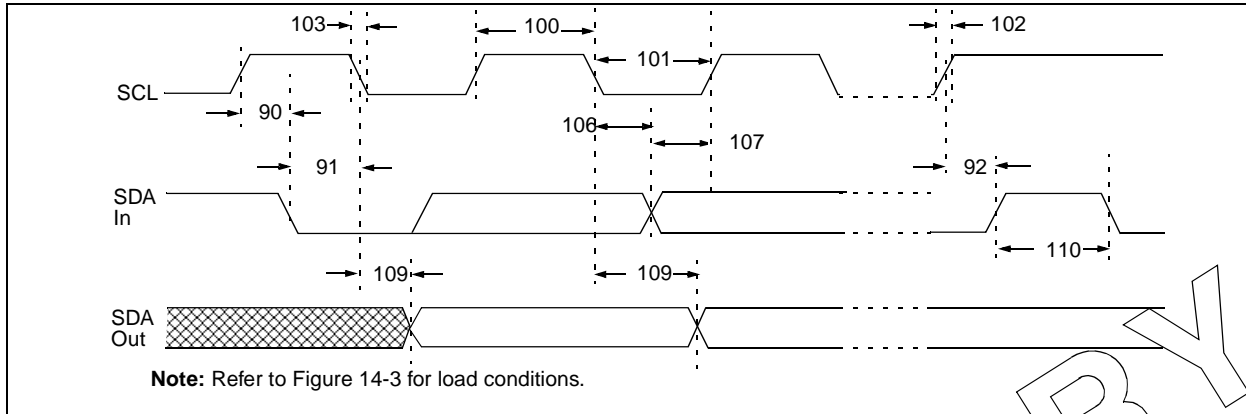 103
100
102
101
SCL
90
106
107
91
92
SDA
In
110
109
109
SDA
Out
Note: Refer to Figure 14-3 for load conditions.
B Y